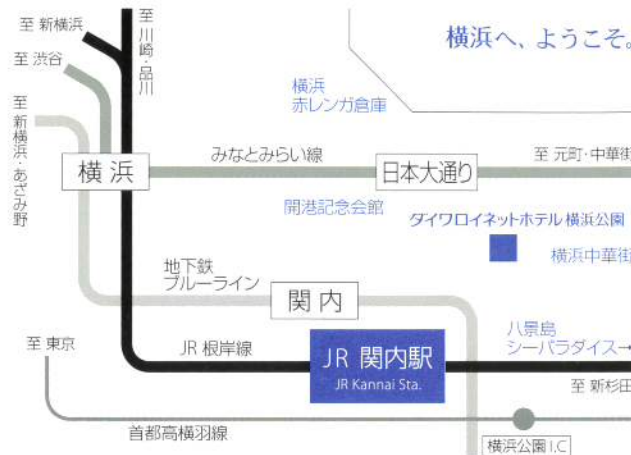 至 新横浜
至 川崎・品川
至 渋谷
至 新横浜・あざみ野
横浜へ、ようこそ。
横浜
赤レンガ倉庫
横 浜
みなとみらい線
日本大通り
至 元町・中華街
開港記念会館
ダイワロイネットホテル 横浜公園
横浜中華街
地下鉄
ブルーライン
関 内
八景島
シーパラダイス→
至 東京
JR 根岸線
JR 関内駅
JR Kannai Sta.
至 新杉田
首都高横羽線
横浜公園 I.C